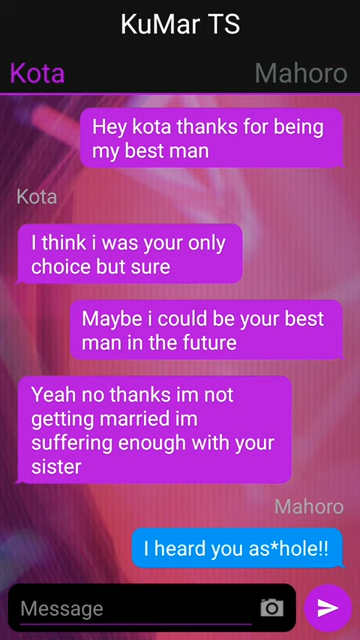 KuMar TS
Kota Mahoro
Hey kota thanks for being
my best man
Kota
I think i was your only
choice but sure
Maybe i could be your best
man in the future
Yeah no thanks im not
getting married im
suffering enough with your
sister
Mahoro
I heard you as*hole!!
Message